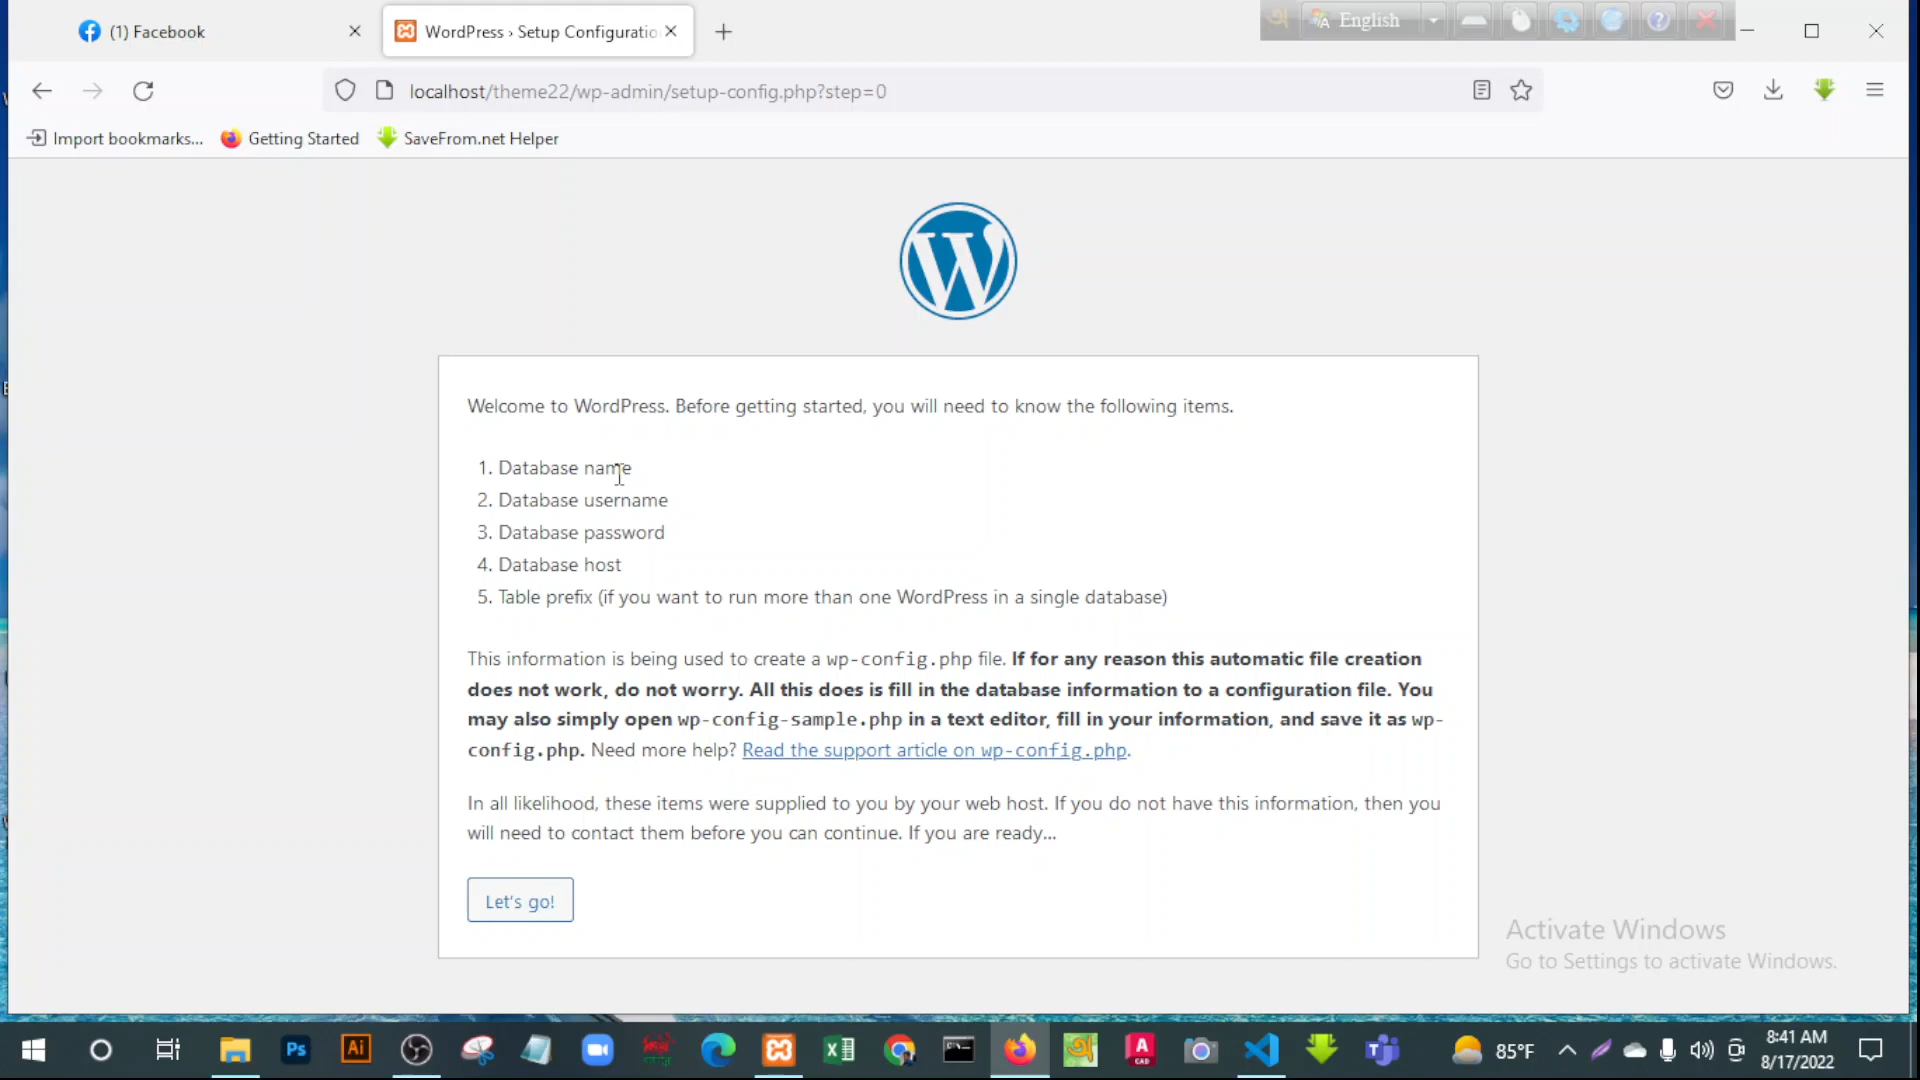 (1) Facebook
WordPress › Setup Configuratio
English
localhost/theme22/wp-admin/setup-config.php?step=0
Import bookmarks...
Getting Started
SaveFrom.net Helper
Welcome to WordPress. Before getting started, you will need to know the following items.
1. Database name
2. Database username
3. Database password
4. Database host
5. Table prefix (if you want to run more than one WordPress in a single database)
This information is being used to create a wp-config.php file. If for any reason this automatic file creation
does not work, do not worry. All this does is fill in the database information to a configuration file. You
may also simply open wp-config-sample.php in a text editor, fill in your information, and save it as wp-
config.php. Need more help? Read the support article on wp-config.php.
In all likelihood, these items were supplied to you by your web host. If you do not have this information, then you
will need to contact them before you can continue. If you are ready...
Let's go!
Activate Windows
Go to Settings to activate Windows.
Ps
Ai
A
CAD
85°F
8:41 AM
8/17/2022